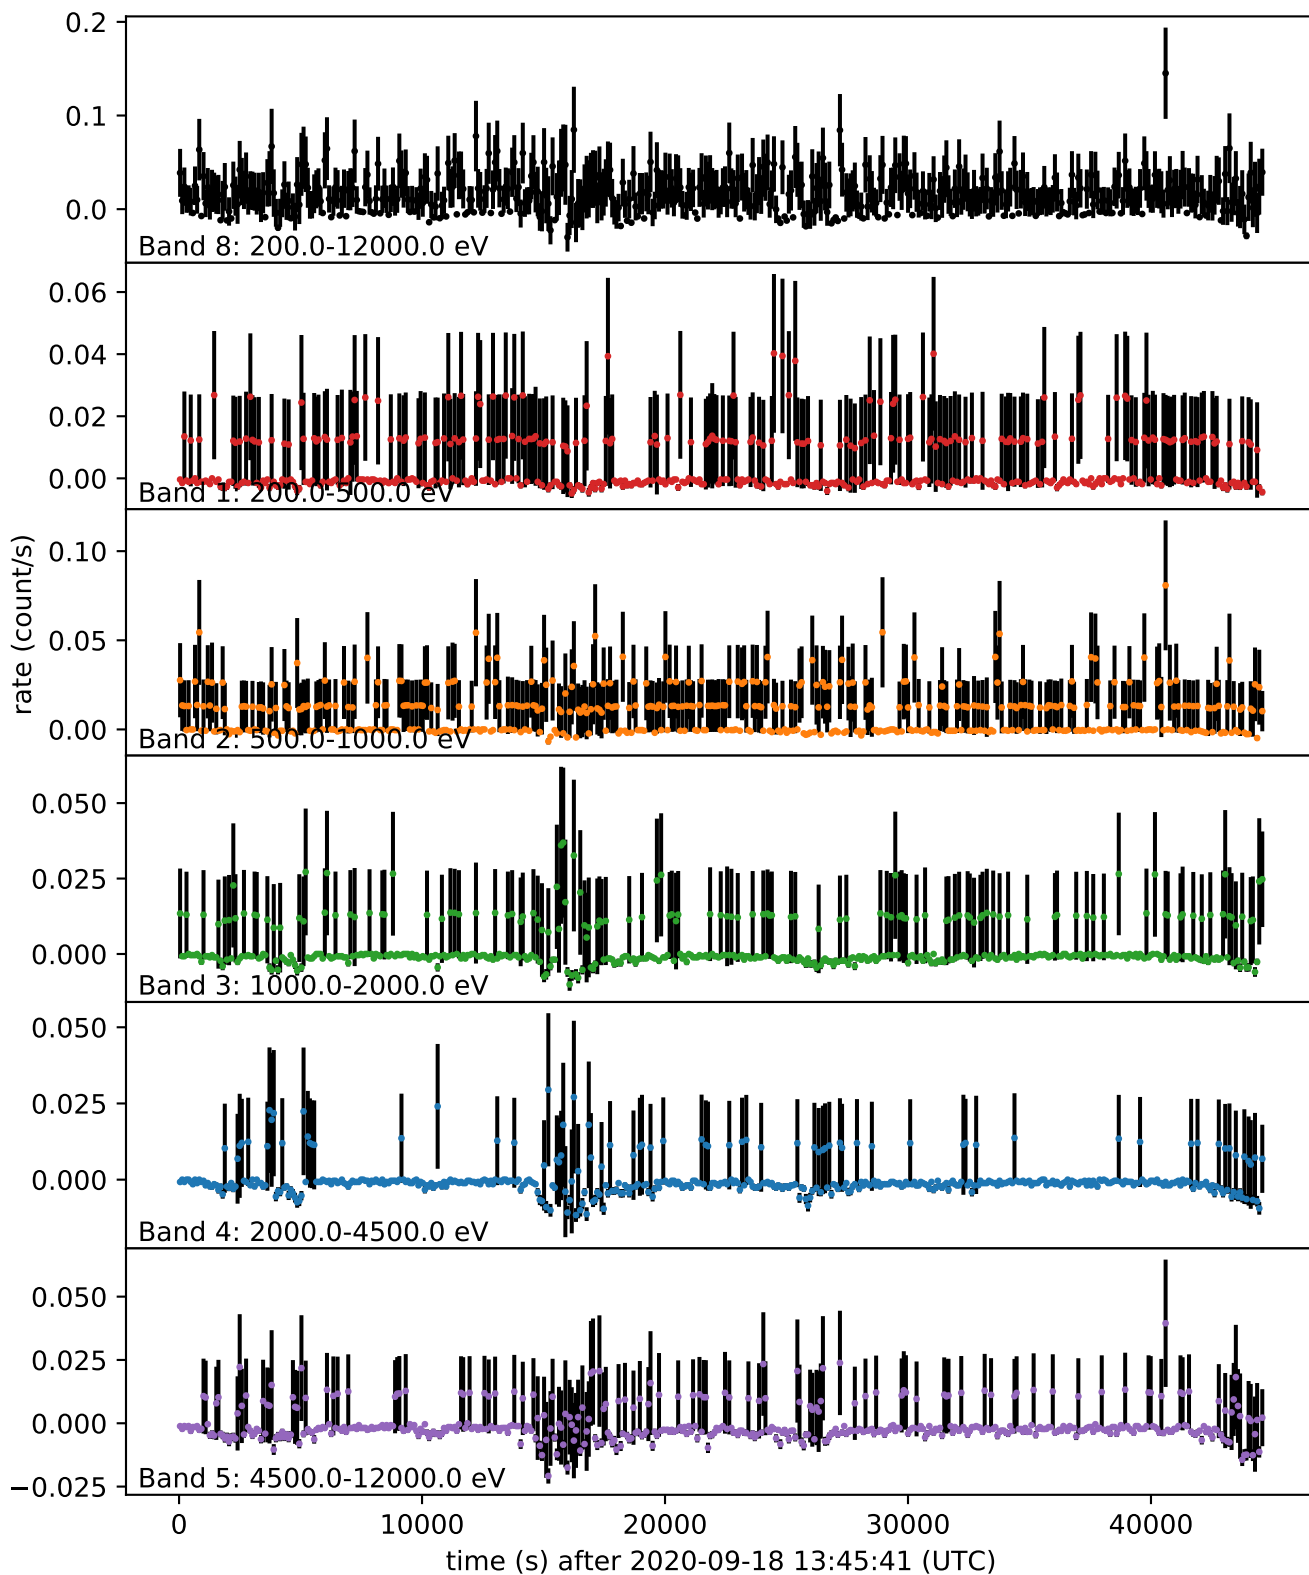 0.2
0.1
0.0
Band 8: 200.0-12000.0 eV
0.06
0.04
0.02
0.00
Band 1: 200.0-500.0 eV
rate (count/s)
0.10
0.05
0.00
Band 2: 500.0-1000.0 eV
0.050
0.025
0.000
Band 3: 1000.0-2000.0 eV
0.050
0.025
0.000
Band 4: 2000.0-4500.0 eV
0.050
0.025
0.000
−0.025
Band 5: 4500.0-12000.0 eV
0 10000 20000 30000 40000
time (s) after 2020-09-18 13:45:41 (UTC)